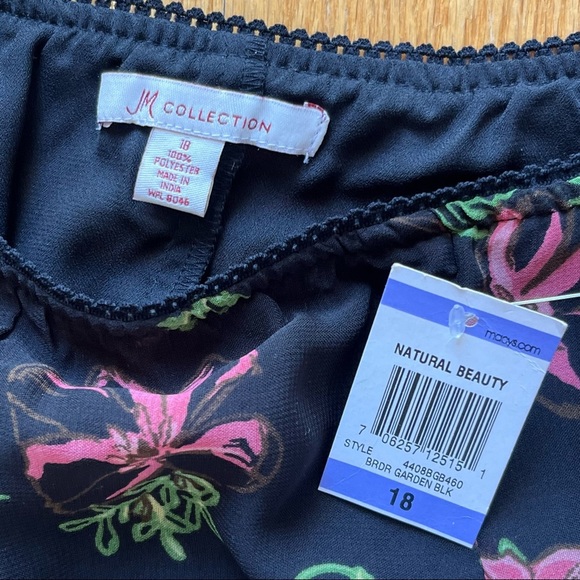 JM COLLECTION
18
100%
POLYESTER
MADE IN
INDIA
WPL 8046
macys.com
NATURAL BEAUTY
7 06257 12515 1
STYLE 4408BGB460
BRDR GARDEN BLK
18